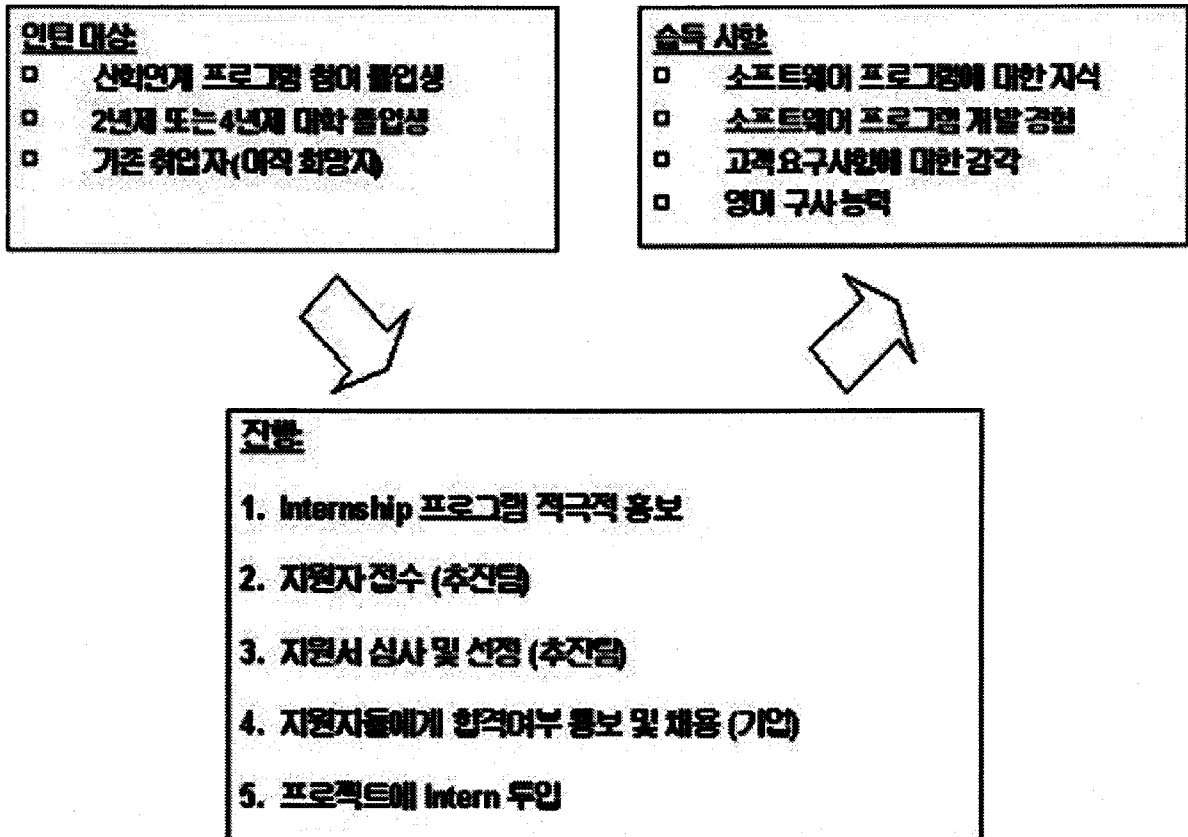 인턴 대상:
□ 산학연계 프로그램 참여 졸업생
□ 2년제 또는 4년제 대학 졸업생
□ 기존 취업자 (이직 희망자)
습득 사항:
□ 소프트웨어 프로그램에 대한 지식
□ 소프트웨어 프로그램 개발 경험
□ 고객 요구사항에 대한 감각
□ 영어 구사 능력
진행:
1. Internship 프로그램 적극적 홍보
2. 지원자 접수 (추진팀)
3. 지원서 심사 및 선정 (추진팀)
4. 지원자들에게 합격여부 통보 및 채용 (기업)
5. 프로젝트에 Intern 투입